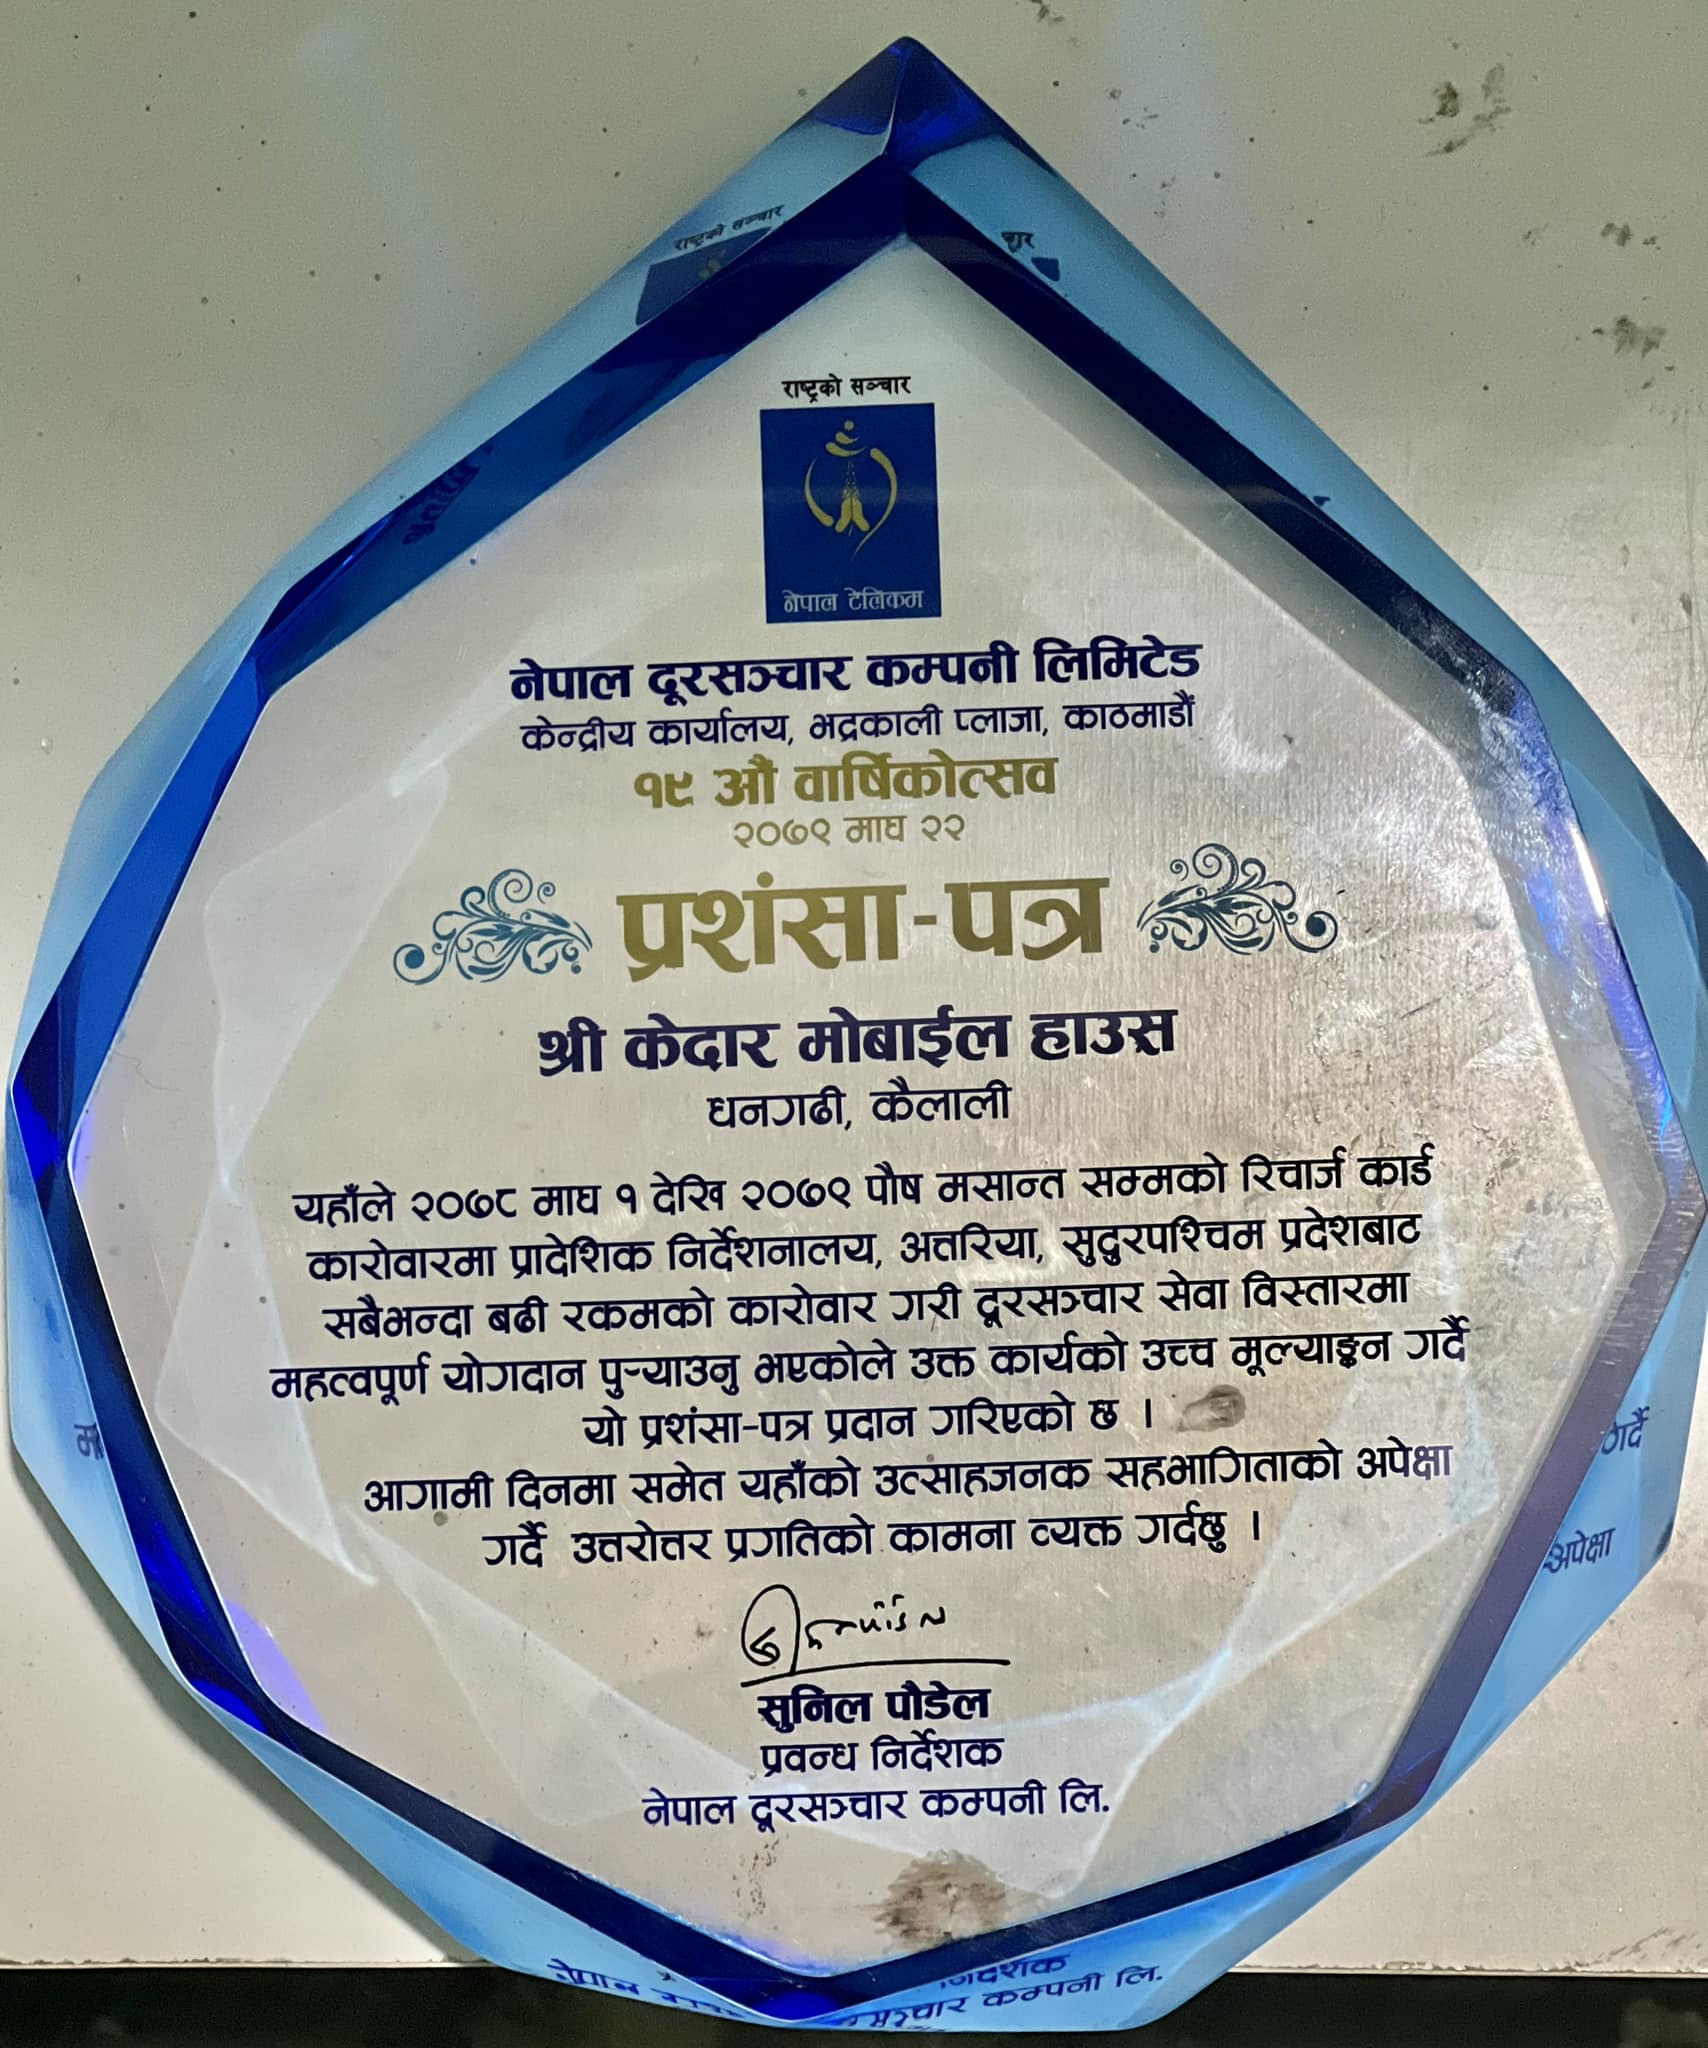 राष्ट्रको सञ्चार
नेपाल टेलिकम
नेपाल दूरसञ्चार कम्पनी लिमिटेड
केन्द्रीय कार्यालय, भद्रकाली प्लाजा, काठमाडौं
१९ औं वार्षिकोत्सव
२०७९ माघ २२
प्रशंसा-पत्र
श्री केदार मोबाईल हाउस
धनगढी, कैलाली
यहाँले २०७८ माघ १ देखि २०७९ पौष मसान्त सम्मको रिचार्ज कार्ड
कारोवारमा प्रादेशिक निर्देशनालय, अत्तरिया, सुदुरपश्चिम प्रदेशबाट
सबैभन्दा बढी रकमको कारोवार गरी दूरसञ्चार सेवा विस्तारमा
महत्वपूर्ण योगदान पुऱ्याउनु भएकोले उक्त कार्यको उच्च मूल्याङ्कन गर्दै
यो प्रशंसा-पत्र प्रदान गरिएको छ ।
आगामी दिनमा समेत यहाँको उत्साहजनक सहभागिताको अपेक्षा
गर्दै उत्तरोत्तर प्रगतिको कामना व्यक्त गर्दछु ।
सुनिल पौडेल
प्रवन्ध निर्देशक
नेपाल दूरसञ्चार कम्पनी लि.